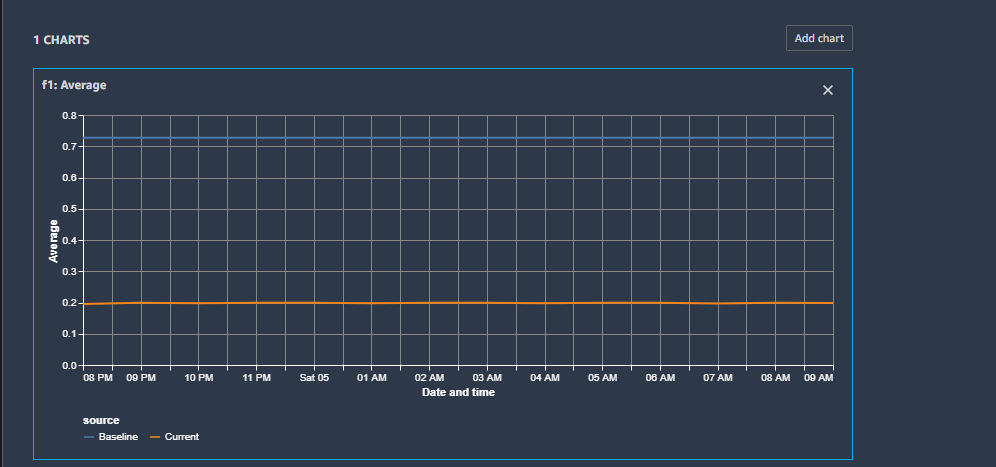 1 CHARTS
Add chart
f1: Average
0.8
0.7
0.6
0.5
0.4
0.3
0.2
0.1
0.0
Average
08 PM 09 PM 10 PM 11 PM Sat 05 01 AM 02 AM 03 AM 04 AM 05 AM 06 AM 07 AM 08 AM 09 AM
Date and time
source
Baseline Current